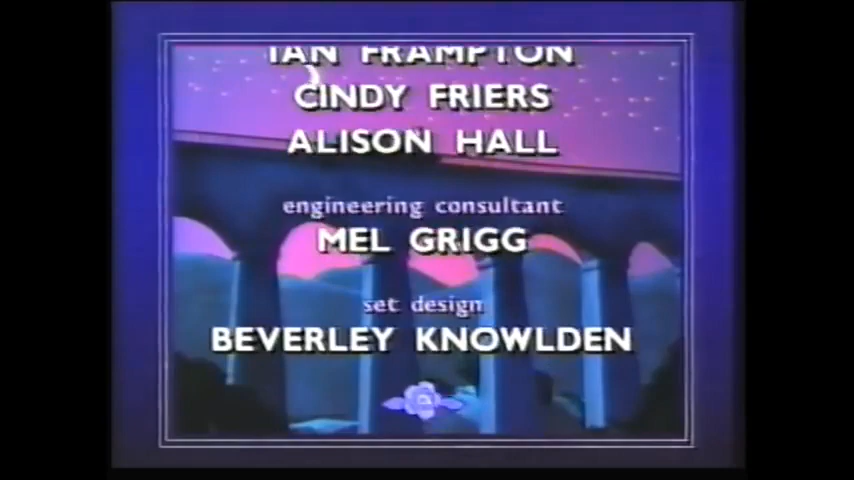 IAN FRAMPTON
CINDY FRIERS
ALISON HALL
engineering consultant
MEL GRIGG
set design
BEVERLEY KNOWLDEN